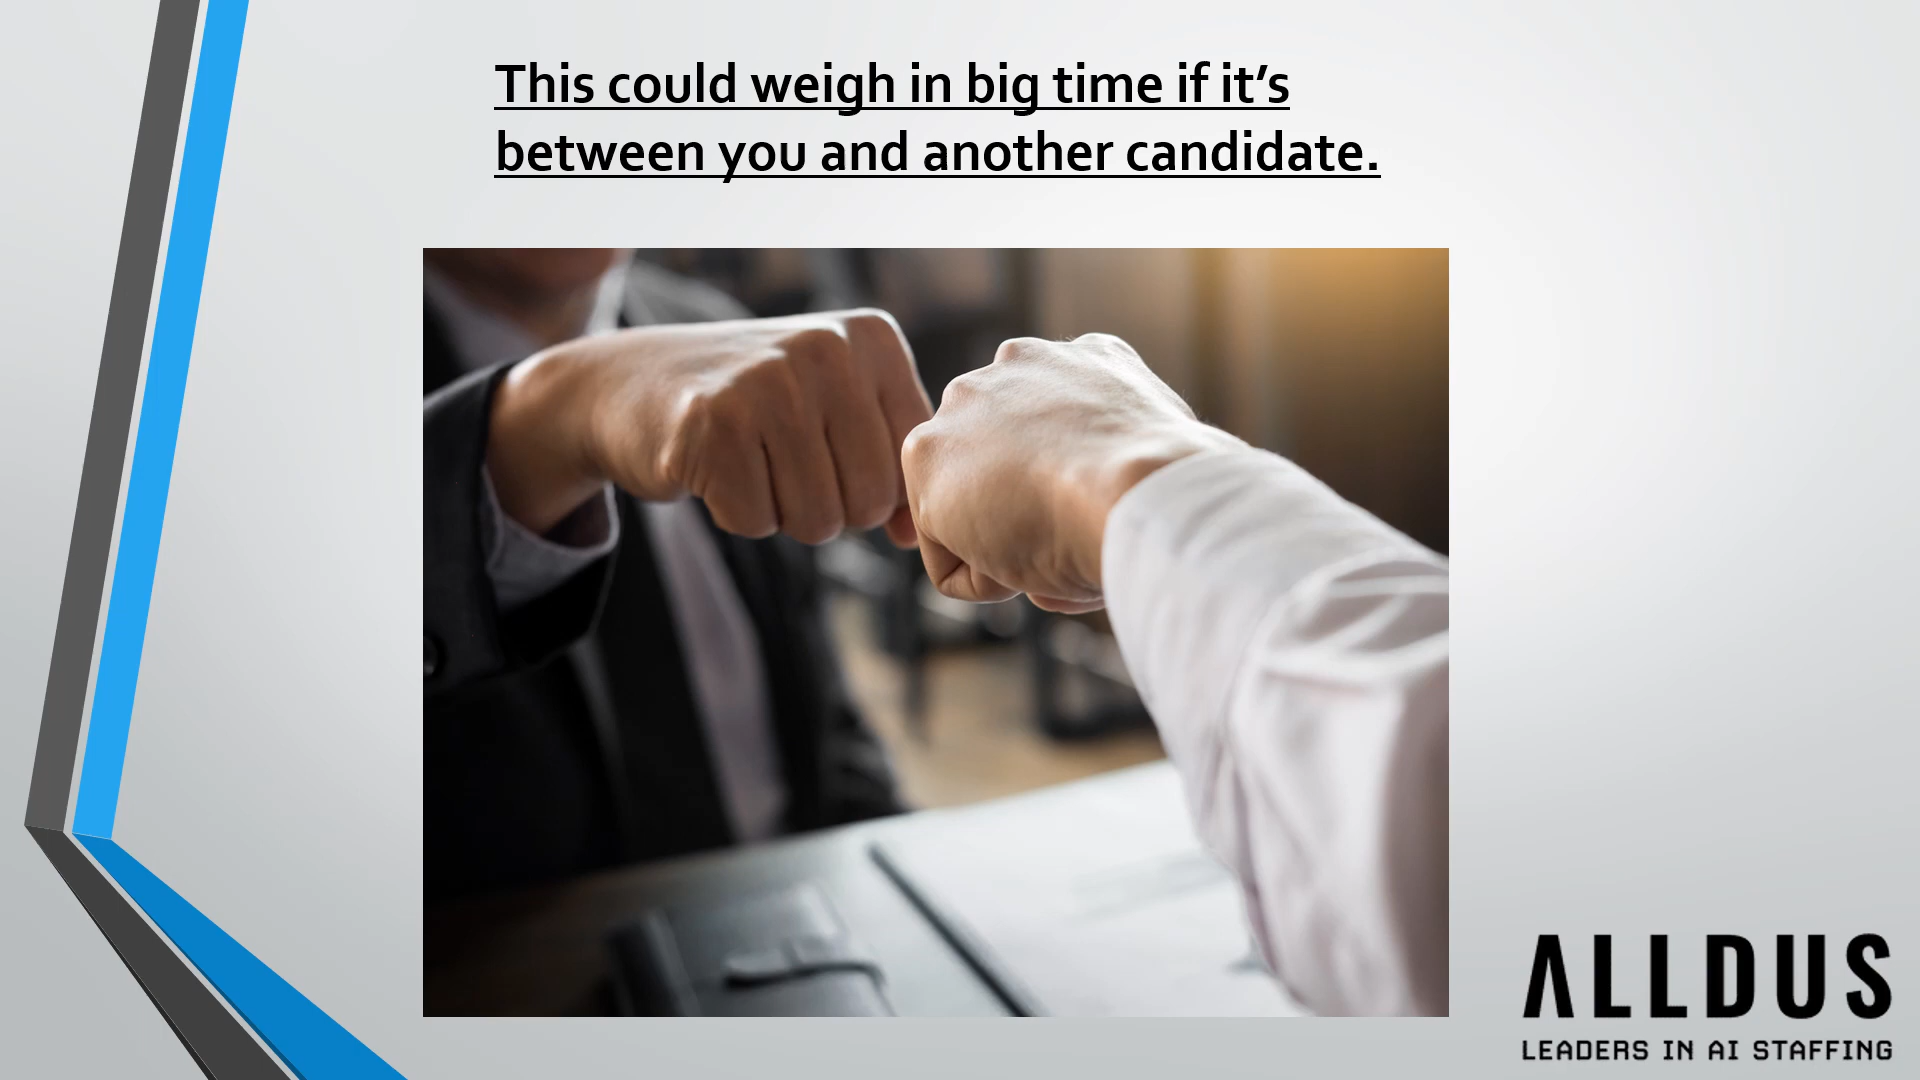 This could weigh in big time if it’s
between you and another candidate.
ALLDUS
LEADERS IN AI STAFFING